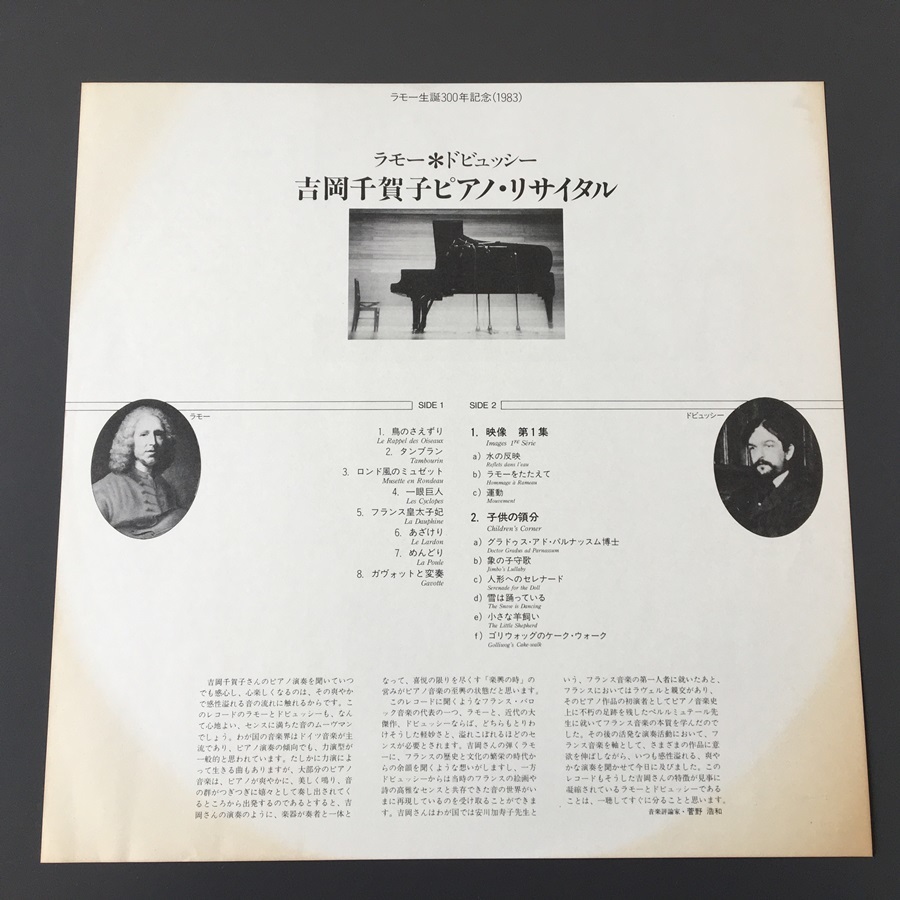 ラモー生誕300年記念(1983)
ラモー＊ドビュッシー
吉岡千賀子ピアノ・リサイタル
SIDE 1
ラモー
1. 鳥のさえずり
Le Rappel des Oiseaux
2. タンブラン
Tambourin
3. ロンド風のミュゼット
Musette en Rondeau
4. 一眼巨人
Les Cyclopes
5. フランス皇太子妃
La Dauphine
6. あざけり
Le Lardon
7. めんどり
La Poule
8. ガヴォットと変奏
Gavotte
SIDE 2
ドビュッシー
1. 映像 第1集
Images 1re Série
a) 水の反映
Reflets dans l'eau
b) ラモーをたたえて
Hommage à Rameau
c) 運動
Mouvement
2. 子供の領分
Children's Corner
a) グラドゥス・アド・パルナッスム博士
Doctor Gradus ad Parnassum
b) 象の子守歌
Jimbo's Lullaby
c) 人形へのセレナード
Serenade for the Doll
d) 雪は踊っている
The Snow is Dancing
e) 小さな羊飼い
The Little Shepherd
f) ゴリウォッグのケーク・ウォーク
Golliwog's Cake-walk
吉岡千賀子さんのピアノ演奏を聞いていつ
でも感心し、心楽しくなるのは、その爽やか
で感性溢れる音の流れに触れるからです。こ
のレコードのラモーとドビュッシーも、なん
て心地よい、センスに満ちた音のムーヴマン
でしょう。わが国の音楽界はドイツ音楽が主
流であり、ピアノ演奏の傾向でも、力演型が
一般的と思われています。たしかに力演によ
って生きる曲もありますが、大部分のピアノ
音楽は、ピアノが爽やかに、美しく鳴り、音
の群がつぎつぎに嬉々として奏し出されてく
るところから出発するのであるとすると、吉
岡さんの演奏のように、楽器が奏者と一体と
なって、喜悦の限りを尽くす「楽興の時」の
営みがピアノ音楽の至興の状態だと思います。
このレコードに聞くようなフランス・バロ
ック音楽の代表の一つ、ラモーと、近代の大
傑作、ドビュッシーならば、どちらもとりわ
けそうした軽妙さと、溢れこぼれるほどのセ
ンスが必要とされます。吉岡さんの弾くラモ
ーに、フランスの歴史と文化の繁栄の時代か
らの余韻を聞くような想いがしますし、一方
ドビュッシーからは当時のフランスの絵画や
詩の高雅なセンスと共存できた音の世界がい
まに再現しているのを受け取ることができま
す。吉岡さんはわが国では安川加寿子先生と
いう、フランス音楽の第一人者に就いたあと、
フランスにおいてはラヴェルと親交があり、
そのピアノ作品の初演者としてピアノ音楽史
上に不朽の足跡を残したペルルミュテール先
生に就いてフランス音楽の本質を学んだので
した。その後の活発な演奏活動において、フ
ランス音楽を軸として、さまざまの作品に意
欲を伸ばしながら、いつも感性溢れる、爽や
かな演奏を聞かせて今日に及びました。この
レコードもそうした吉岡さんの特徴が見事に
凝縮されているラモーとドビュッシーである
ことは、一聴してすぐに分ることと思います。
音楽評論家・菅野 浩和